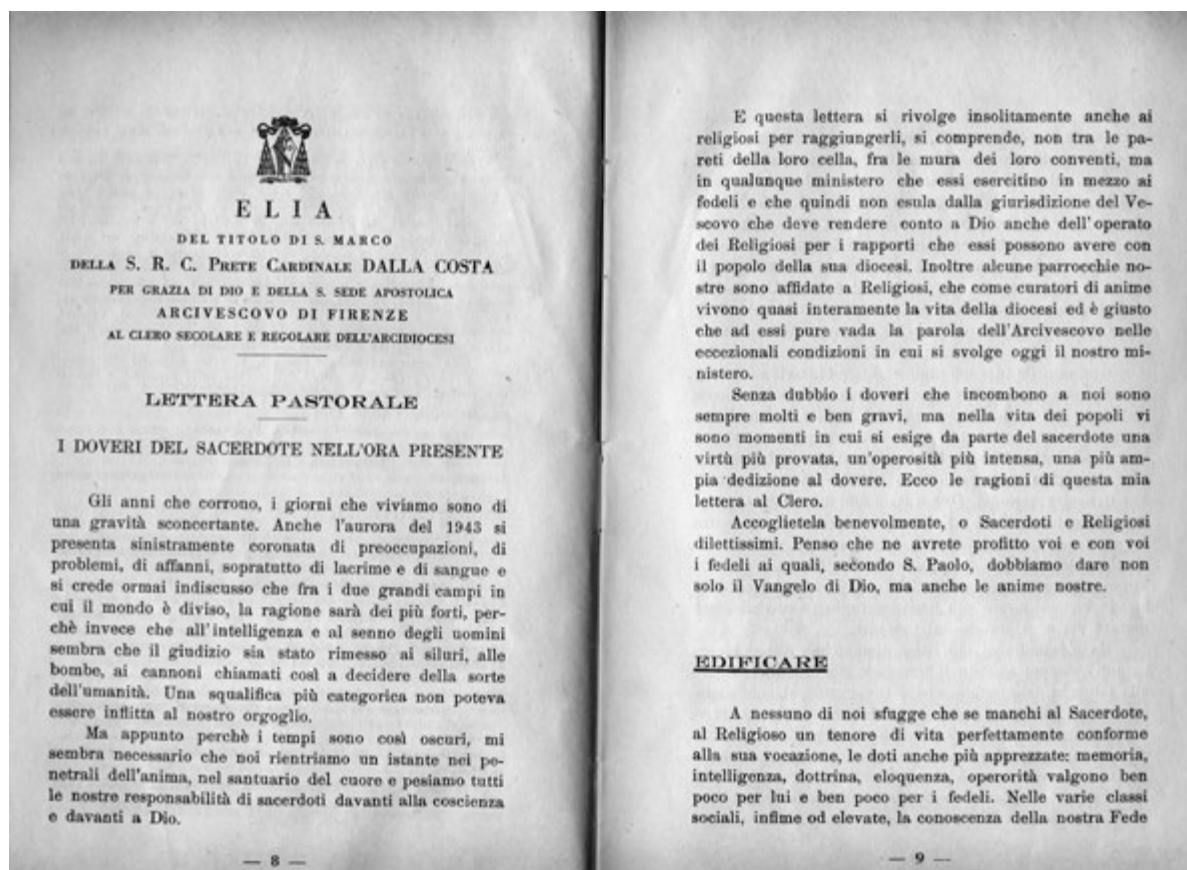 ELIA
DEL TITOLO DI S. MARCO
DELLA S. R. C. PRETE CARDINALE DALLA COSTA
PER GRAZIA DI DIO E DELLA S. SEDE APOSTOLICA
ARCIVESCOVO DI FIRENZE
AL CLERO SECOLARE E REGOLARE DELL'ARCIDIOCESI
LETTERA PASTORALE
I DOVERI DEL SACERDOTE NELL'ORA PRESENTE
Gli anni che corrono, i giorni che viviamo sono di
una gravità sconcertante. Anche l'aurora del 1943 si
presenta sinistramente coronata di preoccupazioni, di
problemi, di affanni, sopratutto di lacrime e di sangue e
si crede ormai indiscusso che fra i due grandi campi in
cui il mondo è diviso, la ragione sarà dei più forti, per-
chè invece che all'intelligenza e al senno degli uomini
sembra che il giudizio sia stato rimesso ai siluri, alle
bombe, ai cannoni chiamati così a decidere della sorte
dell'umanità. Una squalifica più categorica non poteva
essere inflitta al nostro orgoglio.
Ma appunto perchè i tempi sono così oscuri, mi
sembra necessario che noi rientriamo un istante nei pe-
netrali dell'anima, nel santuario del cuore e pesiamo tutti
le nostre responsabilità di sacerdoti davanti alla coscienza
e davanti a Dio.
— 8 —
E questa lettera si rivolge insolitamente anche ai
religiosi per raggiungerli, si comprende, non tra le pa-
reti della loro cella, fra le mura dei loro conventi, ma
in qualunque ministero che essi esercitino in mezzo ai
fedeli e che quindi non esula dalla giurisdizione del Ve-
scovo che deve rendere conto a Dio anche dell'operato
dei Religiosi per i rapporti che essi possono avere con
il popolo della sua diocesi. Inoltre alcune parrocchie no-
stre sono affidate a Religiosi, che come curatori di anime
vivono quasi interamente la vita della diocesi ed è giusto
che ad essi pure vada la parola dell'Arcivescovo nelle
eccezionali condizioni in cui si svolge oggi il nostro mi-
nistero.
Senza dubbio i doveri che incombono a noi sono
sempre molti e ben gravi, ma nella vita dei popoli vi
sono momenti in cui si esige da parte del sacerdote una
virtù più provata, un'operosità più intensa, una più am-
pia dedizione al dovere. Ecco le ragioni di questa mia
lettera al Clero.
Accoglietela benevolmente, o Sacerdoti e Religiosi
dilettissimi. Penso che ne avrete profitto voi e con voi
i fedeli ai quali, secondo S. Paolo, dobbiamo dare non
solo il Vangelo di Dio, ma anche le anime nostre.
EDIFICARE
A nessuno di noi sfugge che se manchi al Sacerdote,
al Religioso un tenore di vita perfettamente conforme
alla sua vocazione, le doti anche più apprezzate: memoria,
intelligenza, dottrina, eloquenza, operorità valgono ben
poco per lui e ben poco per i fedeli. Nelle varie classi
sociali, infime od elevate, la conoscenza della nostra Fede
— 9 —